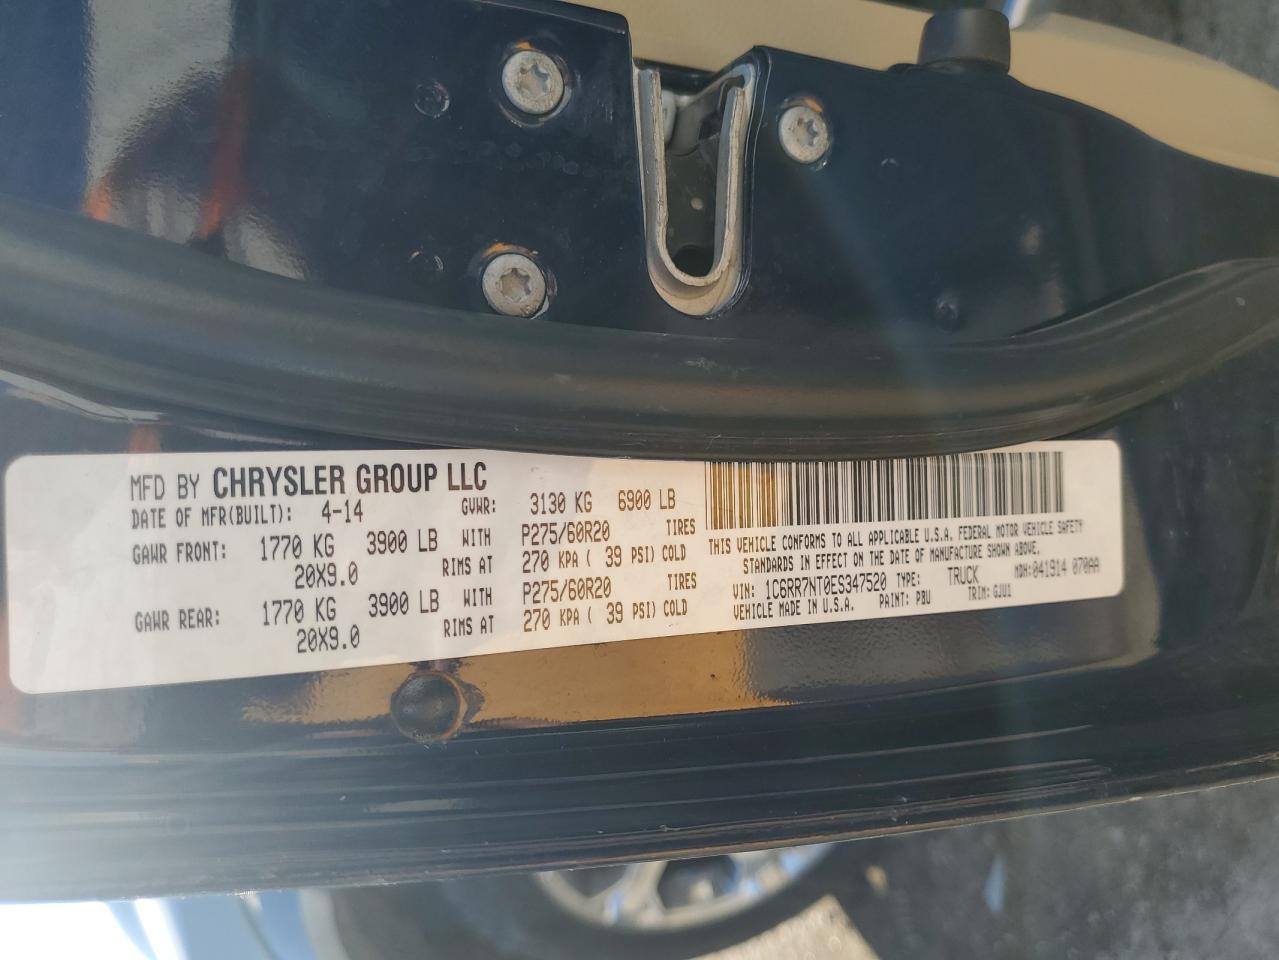 MFD BY CHRYSLER GROUP LLC
DATE OF MFR(BUILT): 4-14 GVWR: 3130 KG 6900 LB
GAWR FRONT: 1770 KG 3900 LB WITH P275/60R20 TIRES
20X9.0 RIMS AT 270 KPA ( 39 PSI) COLD
GAWR REAR: 1770 KG 3900 LB WITH P275/60R20 TIRES
20X9.0 RIMS AT 270 KPA ( 39 PSI) COLD
THIS VEHICLE CONFORMS TO ALL APPLICABLE U.S.A. FEDERAL MOTOR VEHICLE SAFETY
STANDARDS IN EFFECT ON THE DATE OF MANUFACTURE SHOWN ABOVE.
VIN: 1C6RR7NT0ES347520 TYPE: TRUCK MDH:041914 070AA
VEHICLE MADE IN U.S.A. PAINT: PBU TRIM: GJU1